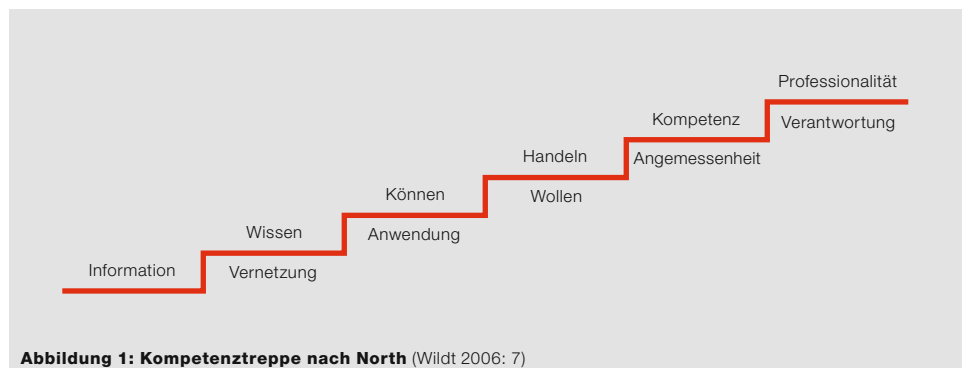 Professionalität
Kompetenz
Verantwortung
Handeln
Angemessenheit
Können
Wollen
Wissen
Anwendung
Information
Vernetzung
Abbildung 1: Kompetenztreppe nach North (Wildt 2006: 7)